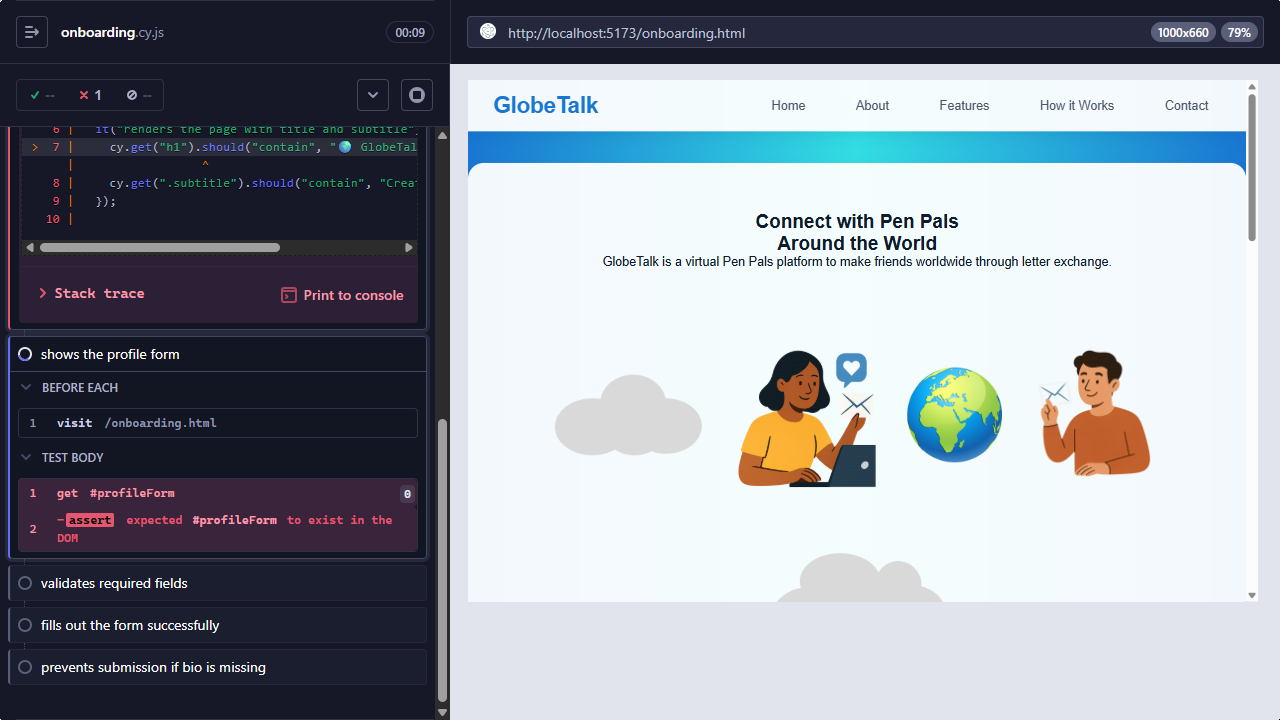 onboarding.cy.js
00:09
--
1
--
6 | it("renders the page with title and subtitle",
> 7 | cy.get("h1").should("contain", "🌍 GlobeTal
| ^
8 | cy.get(".subtitle").should("contain", "Crea
9 | });
10 |
Stack trace
Print to console
shows the profile form
BEFORE EACH
1 visit /onboarding.html
TEST BODY
1 get #profileForm 0
2 -assert expected #profileForm to exist in the
DOM
validates required fields
fills out the form successfully
prevents submission if bio is missing
http://localhost:5173/onboarding.html
1000x660
79%
GlobeTalk
Home
About
Features
How it Works
Contact
Connect with Pen Pals
Around the World
GlobeTalk is a virtual Pen Pals platform to make friends worldwide through letter exchange.